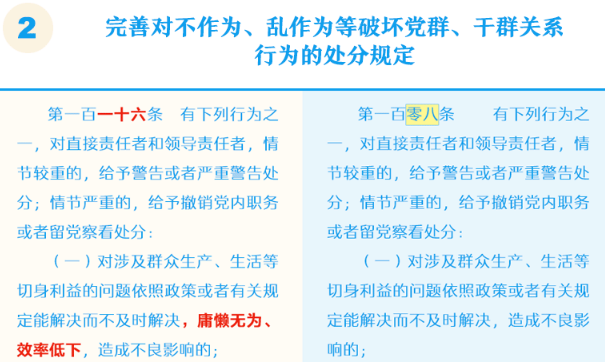 2
完善对不作为、乱作为等破坏党群、干群关系
行为的处分规定
第一百一十六条　有下列行为之
一，对直接责任者和领导责任者，情
节较重的，给予警告或者严重警告处
分；情节严重的，给予撤销党内职务
或者留党察看处分：
（一）对涉及群众生产、生活等
切身利益的问题依照政策或者有关规
定能解决而不及时解决，庸懒无为、
效率低下，造成不良影响的；
第一百零八条　　有下列行为之
一，对直接责任者和领导责任者，情
节较重的，给予警告或者严重警告处
分；情节严重的，给予撤销党内职务
或者留党察看处分：
（一）对涉及群众生产、生活等
切身利益的问题依照政策或者有关规
定能解决而不及时解决，造成不良影
响的；